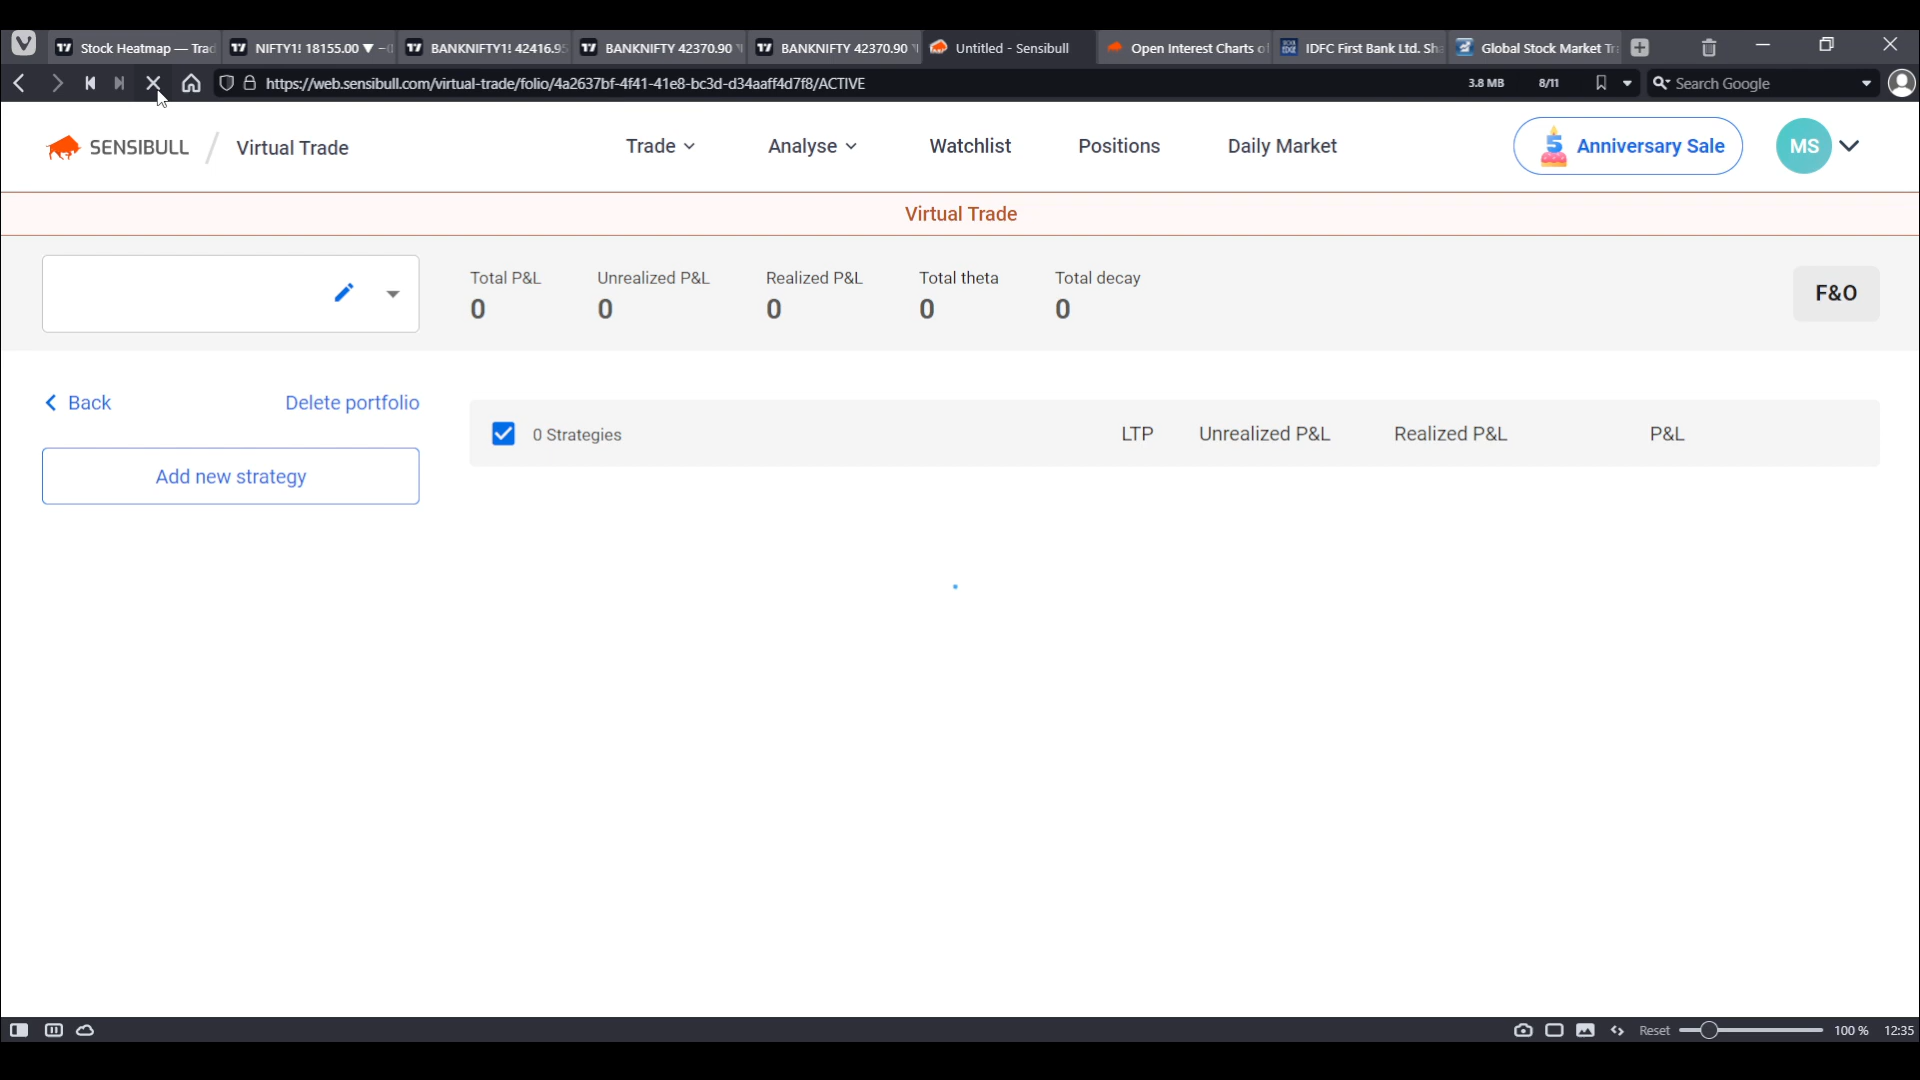 Stock Heatmap — Trad
NIFTY1! 18155.00 ▼ −
BANKNIFTY1! 42416.9
BANKNIFTY 42370.90
BANKNIFTY 42370.90
Untitled - Sensibull
Open Interest Charts o
IDFC First Bank Ltd. Sh
Global Stock Market Tr
https://web.sensibull.com/virtual-trade/folio/4a2637bf-4f41-41e8-bc3d-d34aaff4d7f8/ACTIVE
3.8 MB
8/11
Search Google
SENSIBULL
Virtual Trade
Trade
Analyse
Watchlist
Positions
Daily Market
5
Anniversary Sale
MS
Virtual Trade
Total P&L
Unrealized P&L
Realized P&L
Total theta
Total decay
0
0
0
0
0
F&O
Back
Delete portfolio
Add new strategy
0 Strategies
LTP
Unrealized P&L
Realized P&L
P&L
Reset
100 %
12:35